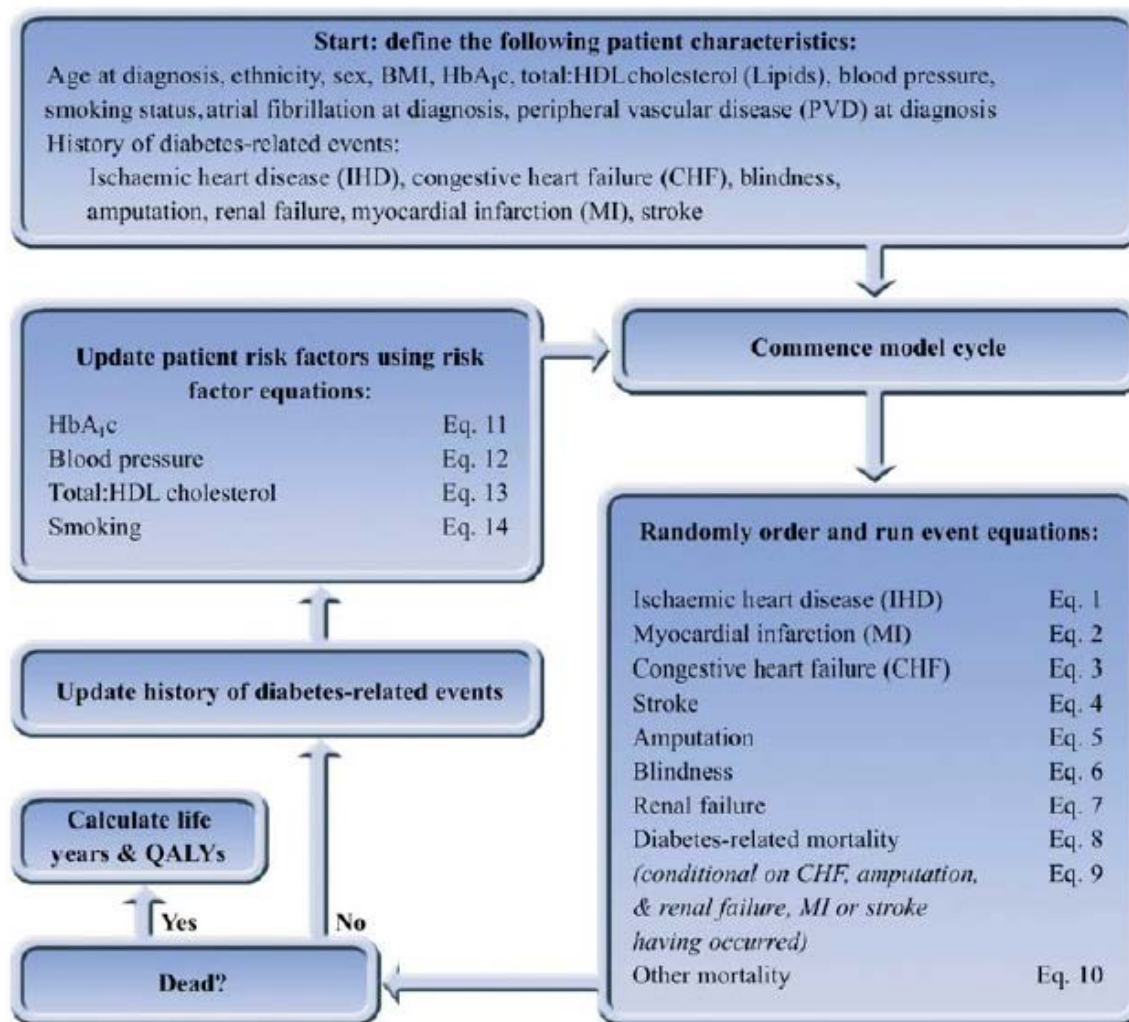 Start: define the following patient characteristics:
Age at diagnosis, ethnicity, sex, BMI, HbA₁c, total:HDL cholesterol (Lipids), blood pressure,
smoking status, atrial fibrillation at diagnosis, peripheral vascular disease (PVD) at diagnosis
History of diabetes-related events:
Ischaemic heart disease (IHD), congestive heart failure (CHF), blindness,
amputation, renal failure, myocardial infarction (MI), stroke
Commence model cycle
Randomly order and run event equations:
Ischaemic heart disease (IHD) Eq. 1
Myocardial infarction (MI) Eq. 2
Congestive heart failure (CHF) Eq. 3
Stroke Eq. 4
Amputation Eq. 5
Blindness Eq. 6
Renal failure Eq. 7
Diabetes-related mortality Eq. 8
(conditional on CHF, amputation, Eq. 9
& renal failure, MI or stroke
having occurred)
Other mortality Eq. 10
Dead?
Yes
No
Calculate life
years & QALYs
Update history of diabetes-related events
Update patient risk factors using risk
factor equations:
HbA₁c Eq. 11
Blood pressure Eq. 12
Total:HDL cholesterol Eq. 13
Smoking Eq. 14